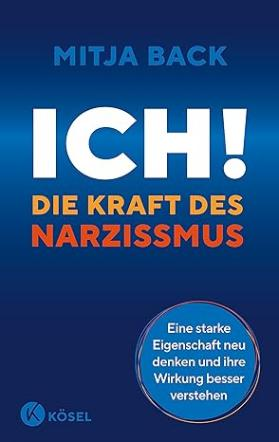 MITJA BACK
ICH!
DIE KRAFT DES
NARZISSMUS
Eine starke
Eigenschaft neu
denken und ihre
Wirkung besser
verstehen
KÖSEL